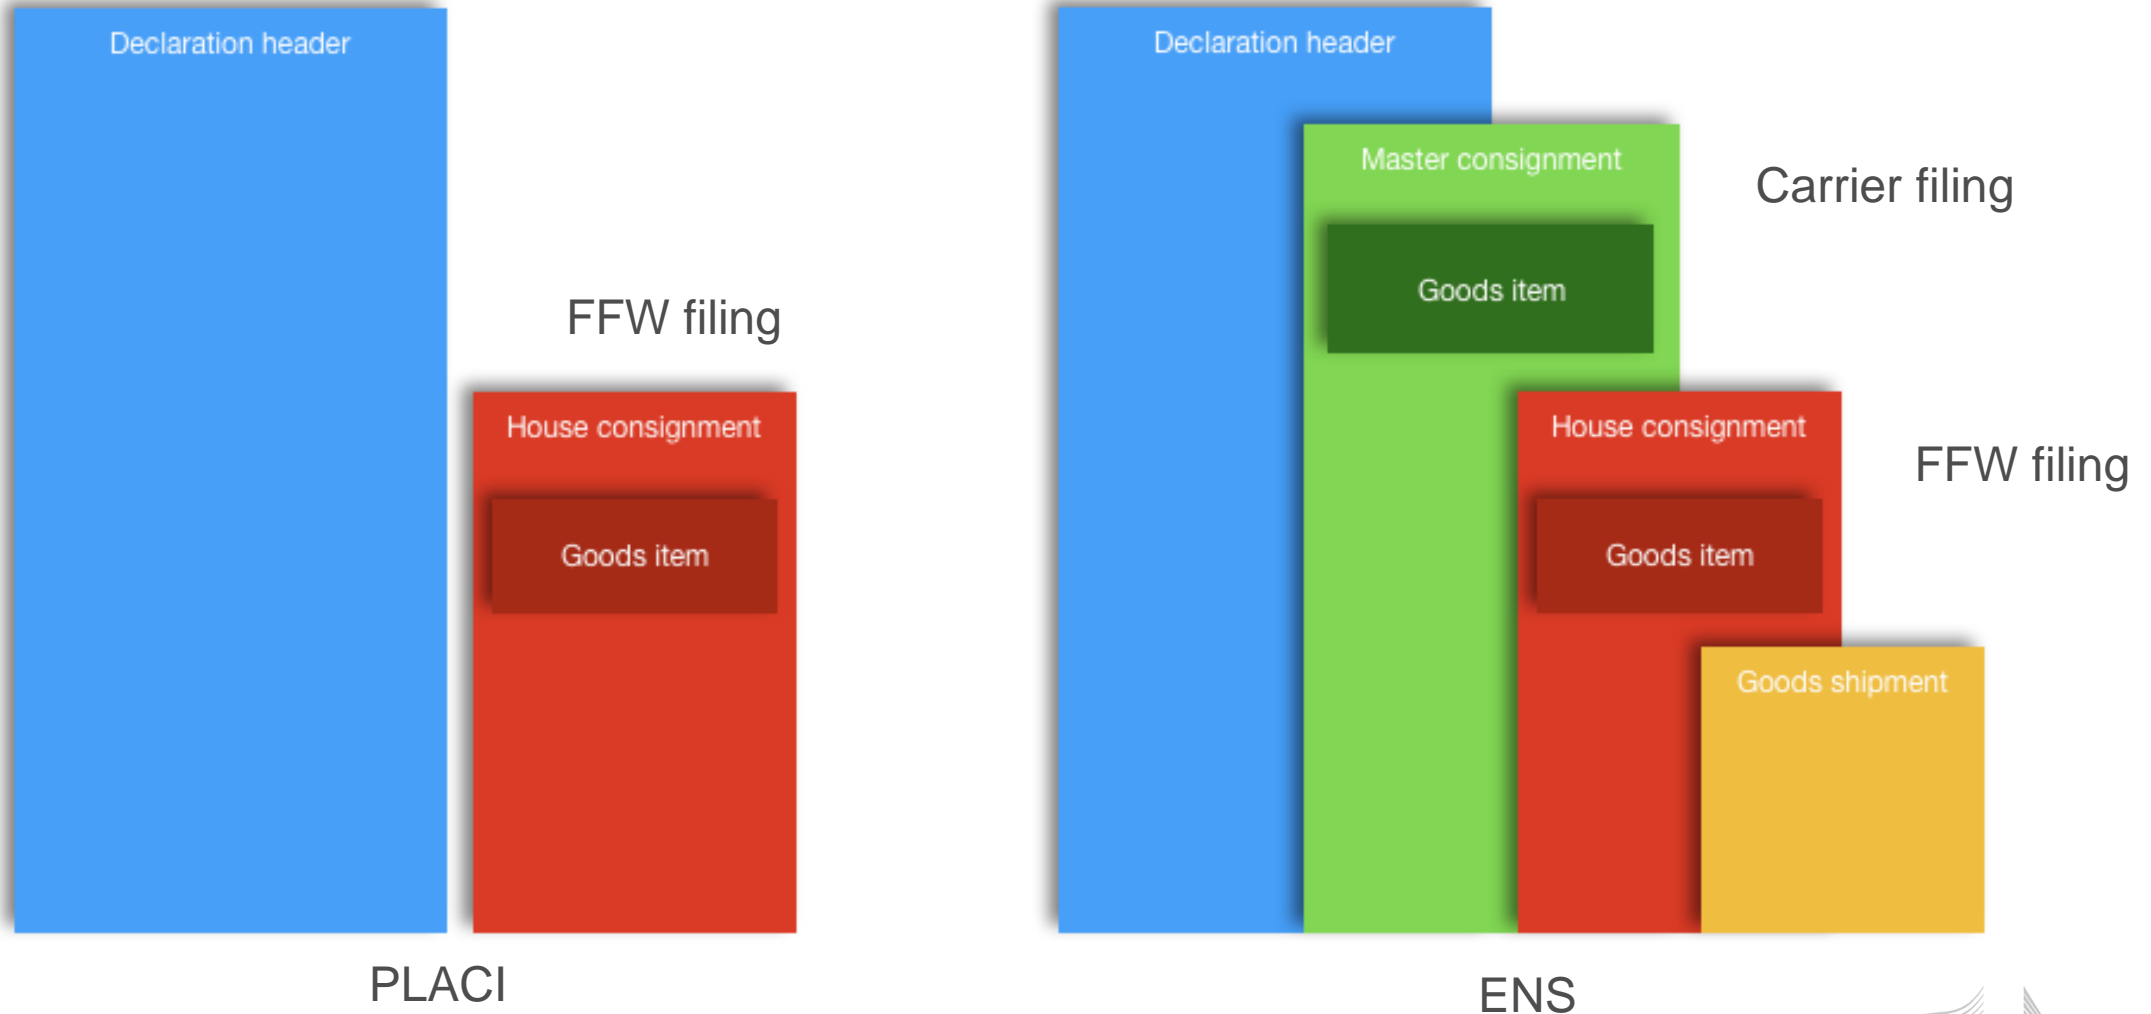 Declaration header
FFW filing
House consignment
Goods item
PLACI
Declaration header
Master consignment
Carrier filing
Goods item
House consignment
FFW filing
Goods item
Goods shipment
ENS